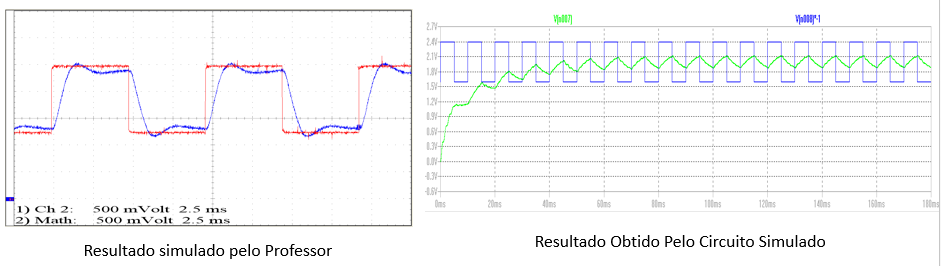 1) Ch 2: 500 mVolt 2.5 ms
2) Math: 500 mVolt 2.5 ms
Resultado simulado pelo Professor
V[n007]
V[n008]*-1
2.7V
2.4V
2.1V
1.8V
1.5V
1.2V
0.9V
0.6V
0.3V
0.0V
-0.3V
-0.6V
0ms 20ms 40ms 60ms 80ms 100ms 120ms 140ms 160ms 180ms
Resultado Obtido Pelo Circuito Simulado